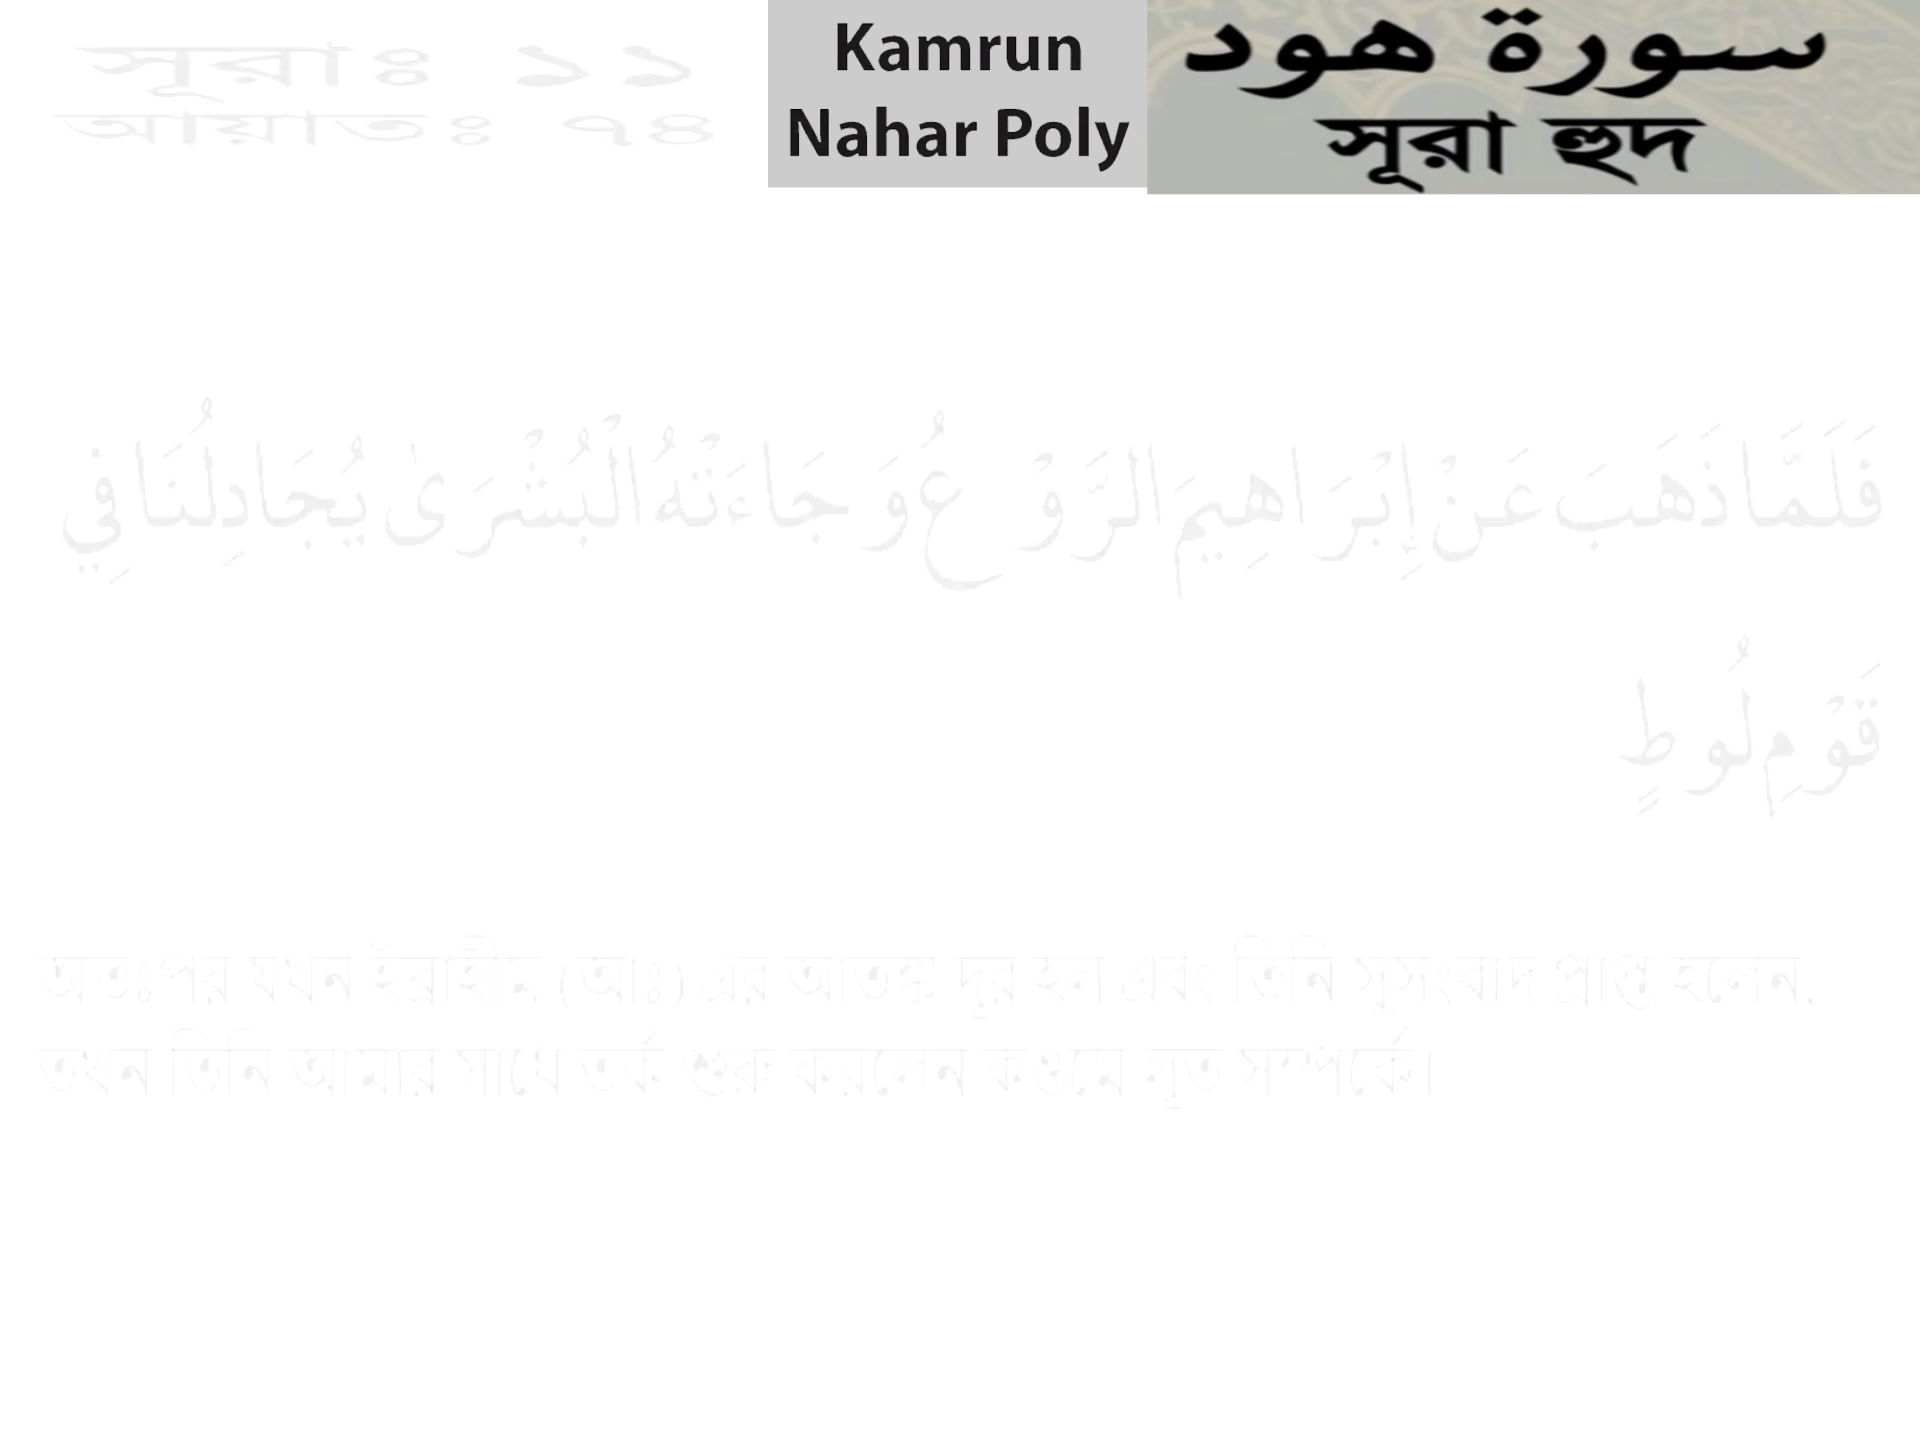 সূরাঃ ১১
আয়াতঃ ৭৪
Kamrun
Nahar Poly
سورة هود
সূরা হুদ
فَلَمَّا ذَهَبَ عَنْ إِبْرَاهِيمَ الرَّوْعُ وَجَاءَتْهُ الْبُشْرَىٰ يُجَادِلُنَا فِي
قَوْمِ لُوطٍ
অতঃপর যখন ইব্রাহীম (আঃ) এর আতঙ্ক দূর হল এবং তিনি সুসংবাদ প্রাপ্ত হলেন,
তখন তিনি আমার সাথে তর্ক শুরু করলেন কওমে লূত সম্পর্কে।